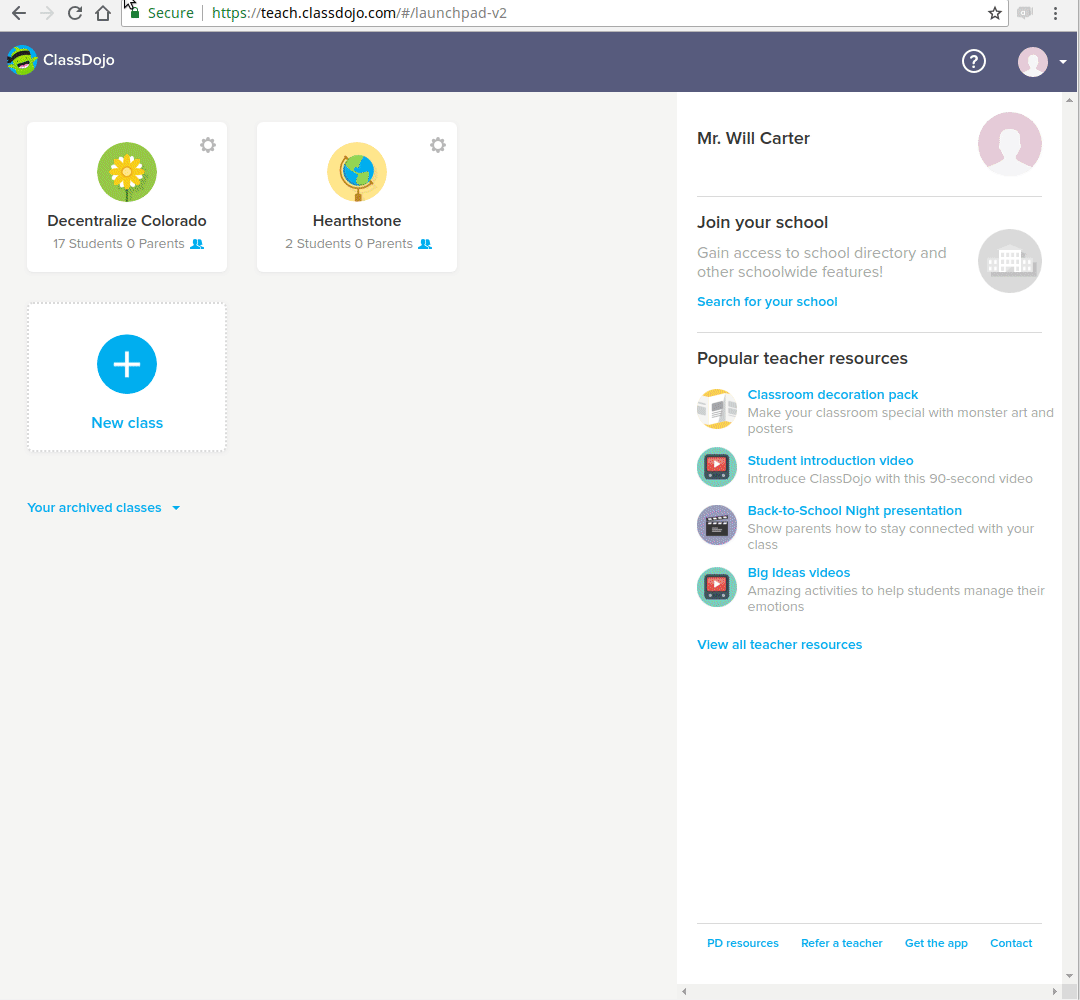 Secure https://teach.classdojo.com/#/launchpad-v2
ClassDojo
?
Decentralize Colorado
17 Students 0 Parents
Hearthstone
2 Students 0 Parents
New class
Your archived classes
Mr. Will Carter
Join your school
Gain access to school directory and
other schoolwide features!
Search for your school
Popular teacher resources
Classroom decoration pack
Make your classroom special with monster art and
posters
Student introduction video
Introduce ClassDojo with this 90-second video
Back-to-School Night presentation
Show parents how to stay connected with your
class
Big Ideas videos
Amazing activities to help students manage their
emotions
View all teacher resources
PD resources Refer a teacher Get the app Contact